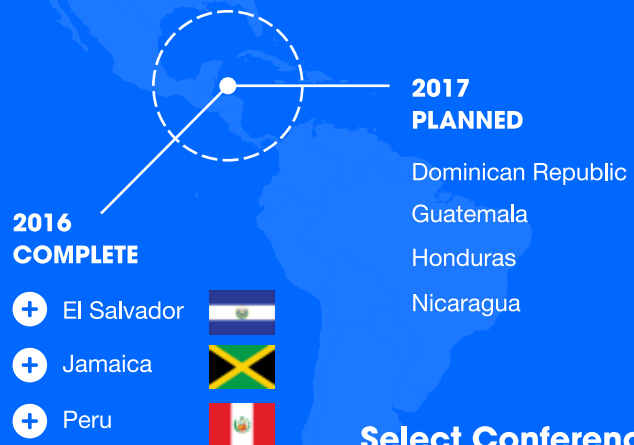 2017
PLANNED
Dominican Republic
Guatemala
Honduras
Nicaragua
2016
COMPLETE
El Salvador
Jamaica
Peru
Select Conferenc